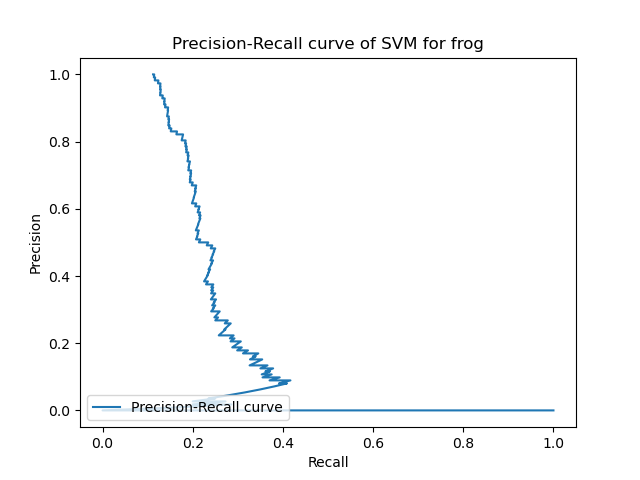 Precision-Recall curve of SVM for frog
1.0
0.8
0.6
0.4
0.2
0.0
Precision
Precision-Recall curve
0.0 0.2 0.4 0.6 0.8 1.0
Recall